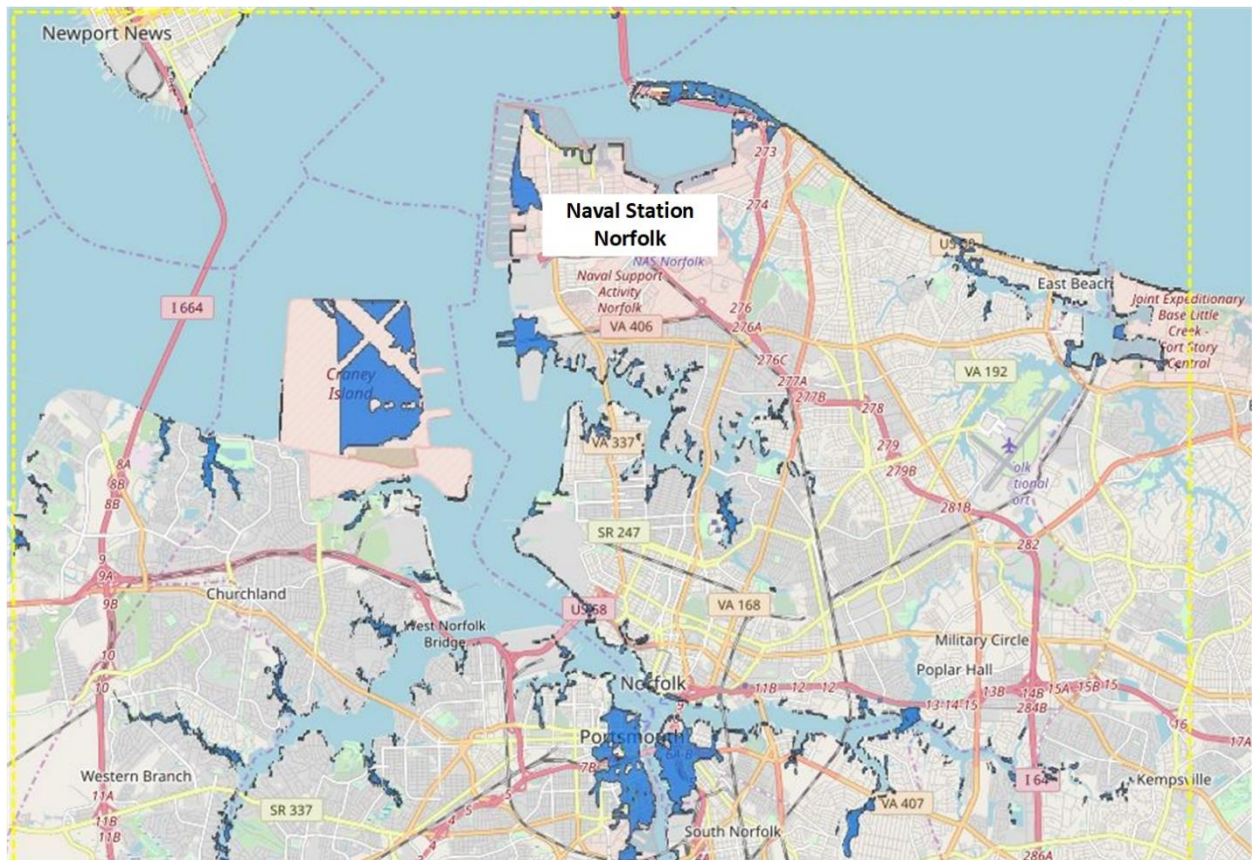 Newport News
273
274
Naval Station
Norfolk
NAS Norfolk
Naval Support
Activity
Norfolk
East Beach
Joint Expeditionary
Base Little
Creek -
Fort Story
Central
I 664
276
VA 406
276A
276C
277A
277B
VA 192
Craney
Island
278
VA 337
279
279B
8A
8B
8B
281B
SR 247
282
9
9A
9B
Churchland
US 58
VA 168
West Norfolk
Bridge
Military Circle
Poplar Hall
10
10
Norfolk
11B
12
12
13-14-15
13B
14B
15A
15B
15
284B
9
16
17A
Portsmouth
7B
Western Branch
I 64
Kempsville
11A
11B
11B
SR 337
5
5
4
VA 407
South Norfolk
286A